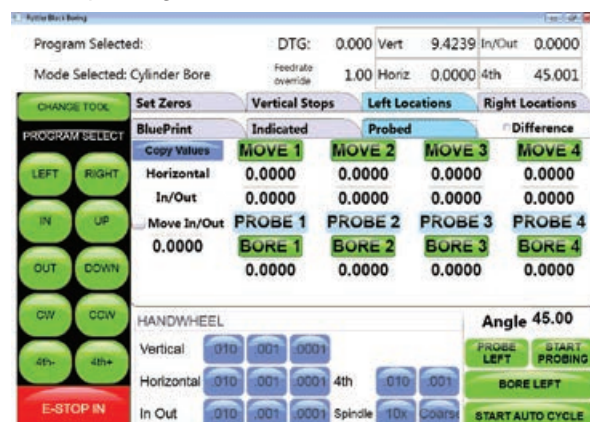 Rottler Block Boring
Program Selected: DTG: 0.000 Vert 9.4239 In/Out 0.0000
Mode Selected: Cylinder Bore Feedrate override 1.00 Horiz 0.0000 4th 45.001
CHANGE TOOL Set Zeros Vertical Stops Left Locations Right Locations
PROGRAM SELECT BluePrint Indicated Probed Difference
Copy Values MOVE 1 MOVE 2 MOVE 3 MOVE 4
LEFT RIGHT Horizontal 0.0000 0.0000 0.0000 0.0000
In/Out 0.0000 0.0000 0.0000 0.0000
IN UP Move In/Out PROBE 1 PROBE 2 PROBE 3 PROBE 4
0.0000 BORE 1 BORE 2 BORE 3 BORE 4
OUT DOWN 0.0000 0.0000 0.0000 0.0000
CW CCW HANDWHEEL Angle 45.00
Vertical .010 .001 .0001 PROBE LEFT START PROBING
4th- 4th+ Horizontal .010 .001 .0001 4th .010 .001 BORE LEFT
E-STOP IN In Out .010 .001 .0001 Spindle 10x Coarse START AUTO CYCLE